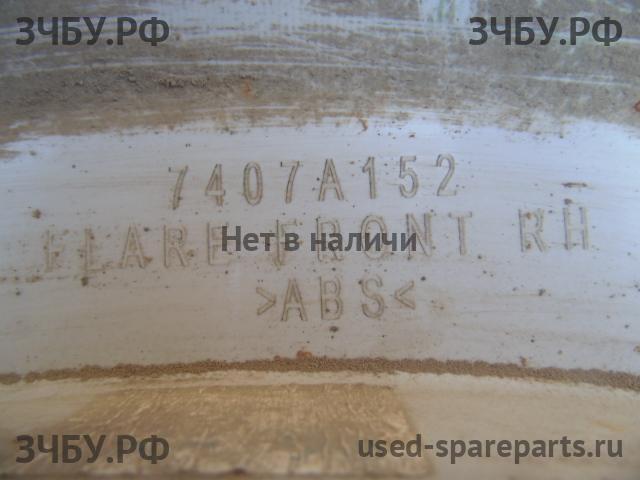 ЗЧБУ.РФ ЗЧБУ.РФ
7407A152
FLARE FRONT RH
Нет в наличи
>ABS<
ЗЧБУ.РФ used-spareparts.ru